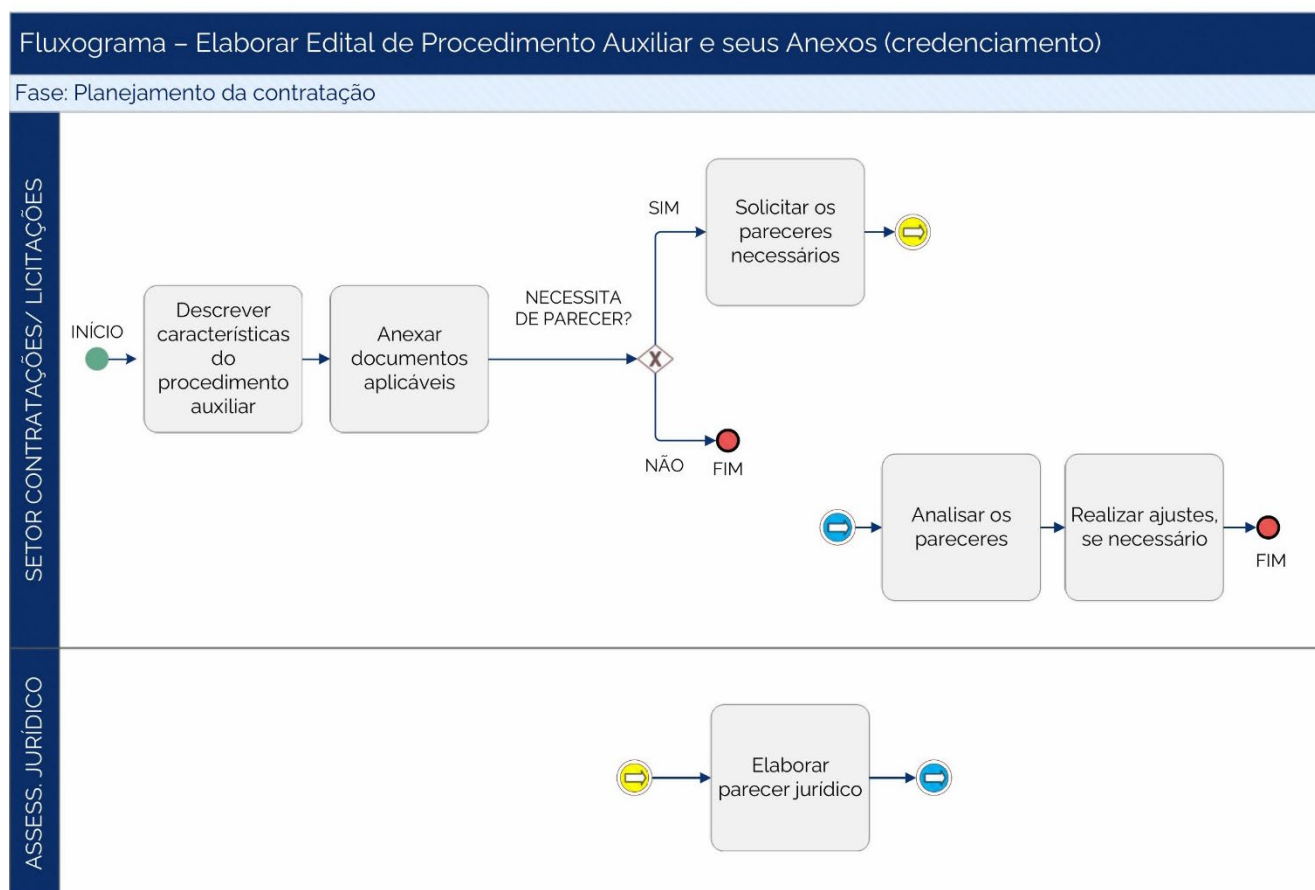 Fluxograma – Elaborar Edital de Procedimento Auxiliar e seus Anexos (credenciamento)
Fase: Planejamento da contratação
SETOR CONTRATAÇÕES/ LICITAÇÕES
INÍCIO
Descrever
características
do
procedimento
auxiliar
Anexar
documentos
aplicáveis
NECESSITA
DE PARECER?
X
SIM
Solicitar os
pareceres
necessários
NÃO
FIM
Analisar os
pareceres
Realizar ajustes,
se necessário
FIM
ASSESS. JURÍDICO
Elaborar
parecer jurídico